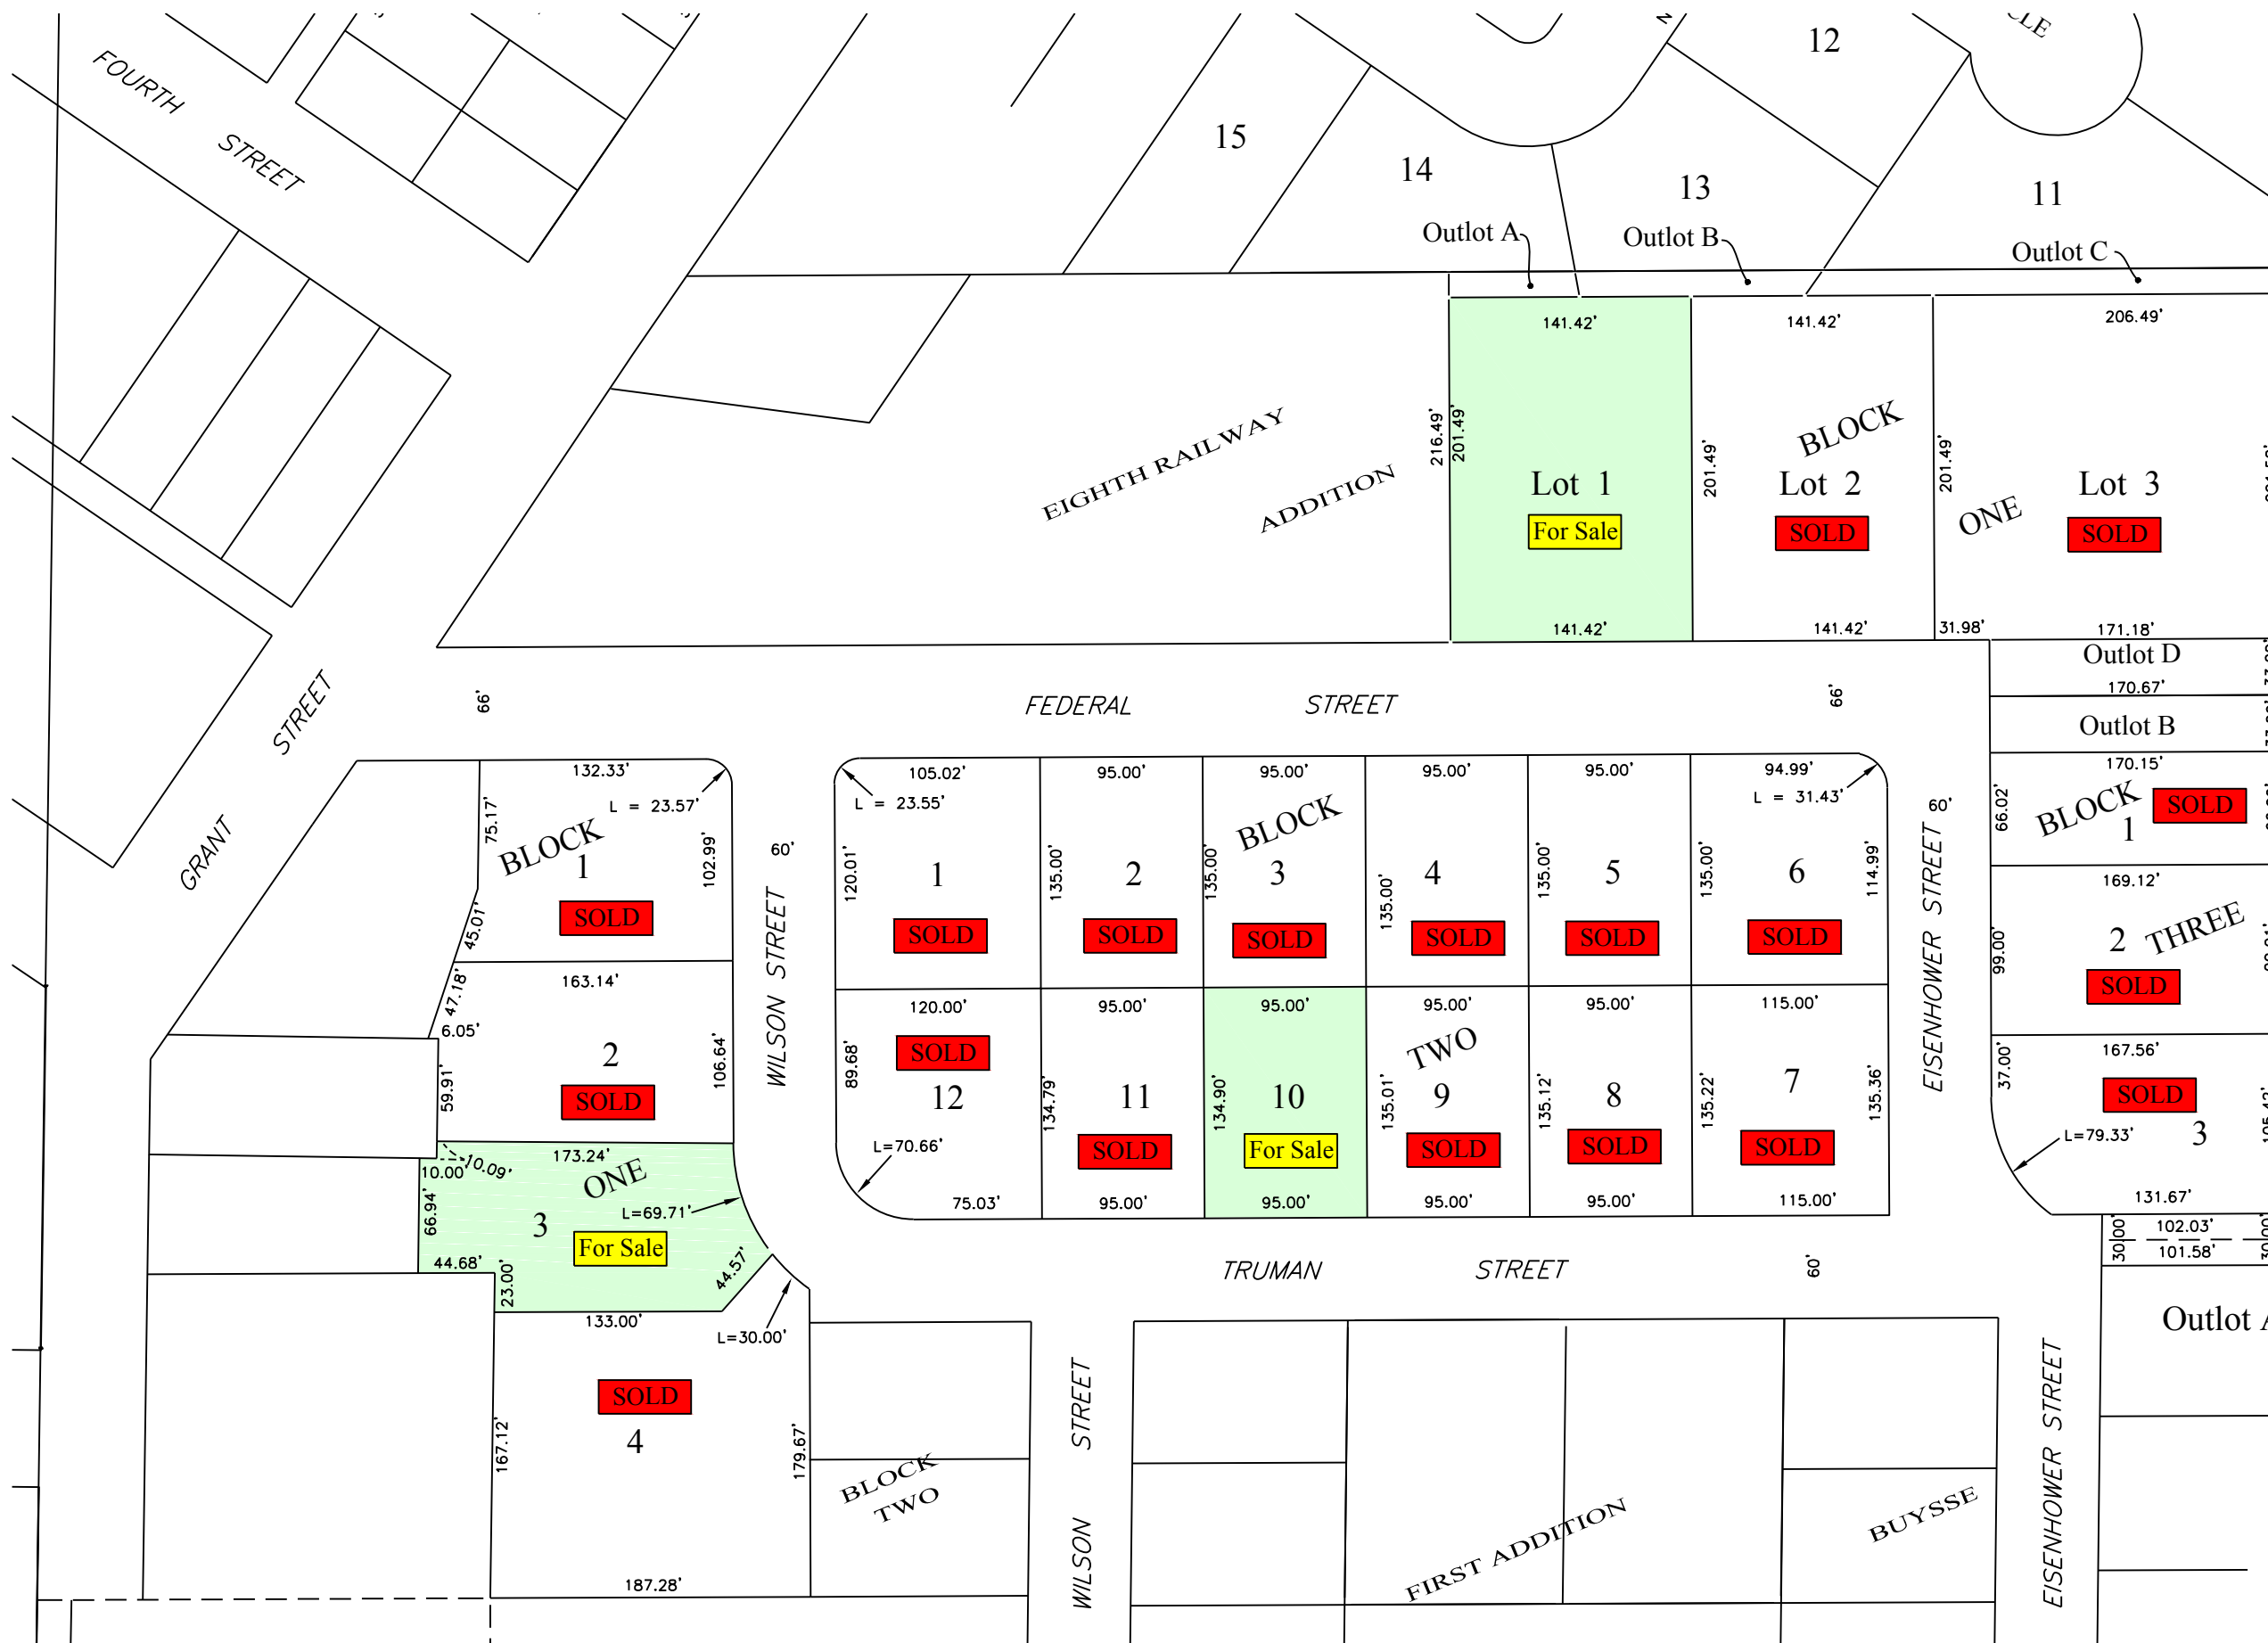 FOURTH
STREET
12
CLE
15
14
13
11
Outlot A
Outlot B
Outlot C
141.42'
141.42'
206.49'
EIGHTH RAILWAY
ADDITION
216.49'
201.49'
201.49'
201.49'
BLOCK
ONE
Lot 1
For Sale
Lot 2
SOLD
Lot 3
SOLD
141.42'
141.42'
31.98'
171.18'
Outlot D
170.67'
Outlot B
170.15'
GRANT
STREET
66'
FEDERAL
STREET
66'
132.33'
L = 23.57'
75.17'
BLOCK
1
102.99'
45.01'
SOLD
60'
WILSON STREET
105.02'
L = 23.55'
120.01'
1
SOLD
95.00'
135.00'
2
SOLD
95.00'
135.00'
BLOCK
3
SOLD
95.00'
135.00'
4
SOLD
95.00'
135.00'
5
SOLD
94.99'
L = 31.43'
135.00'
6
114.99'
SOLD
60'
EISENHOWER STREET
66.02'
BLOCK
1
SOLD
169.12'
99.00'
2
THREE
SOLD
163.14'
47.18'
6.05'
59.91'
2
106.64'
SOLD
120.00'
SOLD
89.68'
12
L=70.66'
75.03'
95.00'
134.79'
11
SOLD
95.00'
95.00'
134.90'
10
For Sale
95.00'
95.00'
TWO
135.01'
9
SOLD
95.00'
95.00'
135.12'
8
SOLD
95.00'
115.00'
135.22'
7
135.36'
SOLD
115.00'
167.56'
37.00'
SOLD
105.42'
L=79.33'
3
131.67'
173.24'
10.00'
10.09'
ONE
66.94'
L=69.71'
3
For Sale
44.68'
23.00'
44.57'
133.00'
L=30.00'
TRUMAN
STREET
60'
30.00'
102.03'
30.00'
101.58'
Outlot
SOLD
4
167.12'
179.67'
187.28'
BLOCK
TWO
WILSON
STREET
FIRST ADDITION
BUYSSE
EISENHOWER STREET